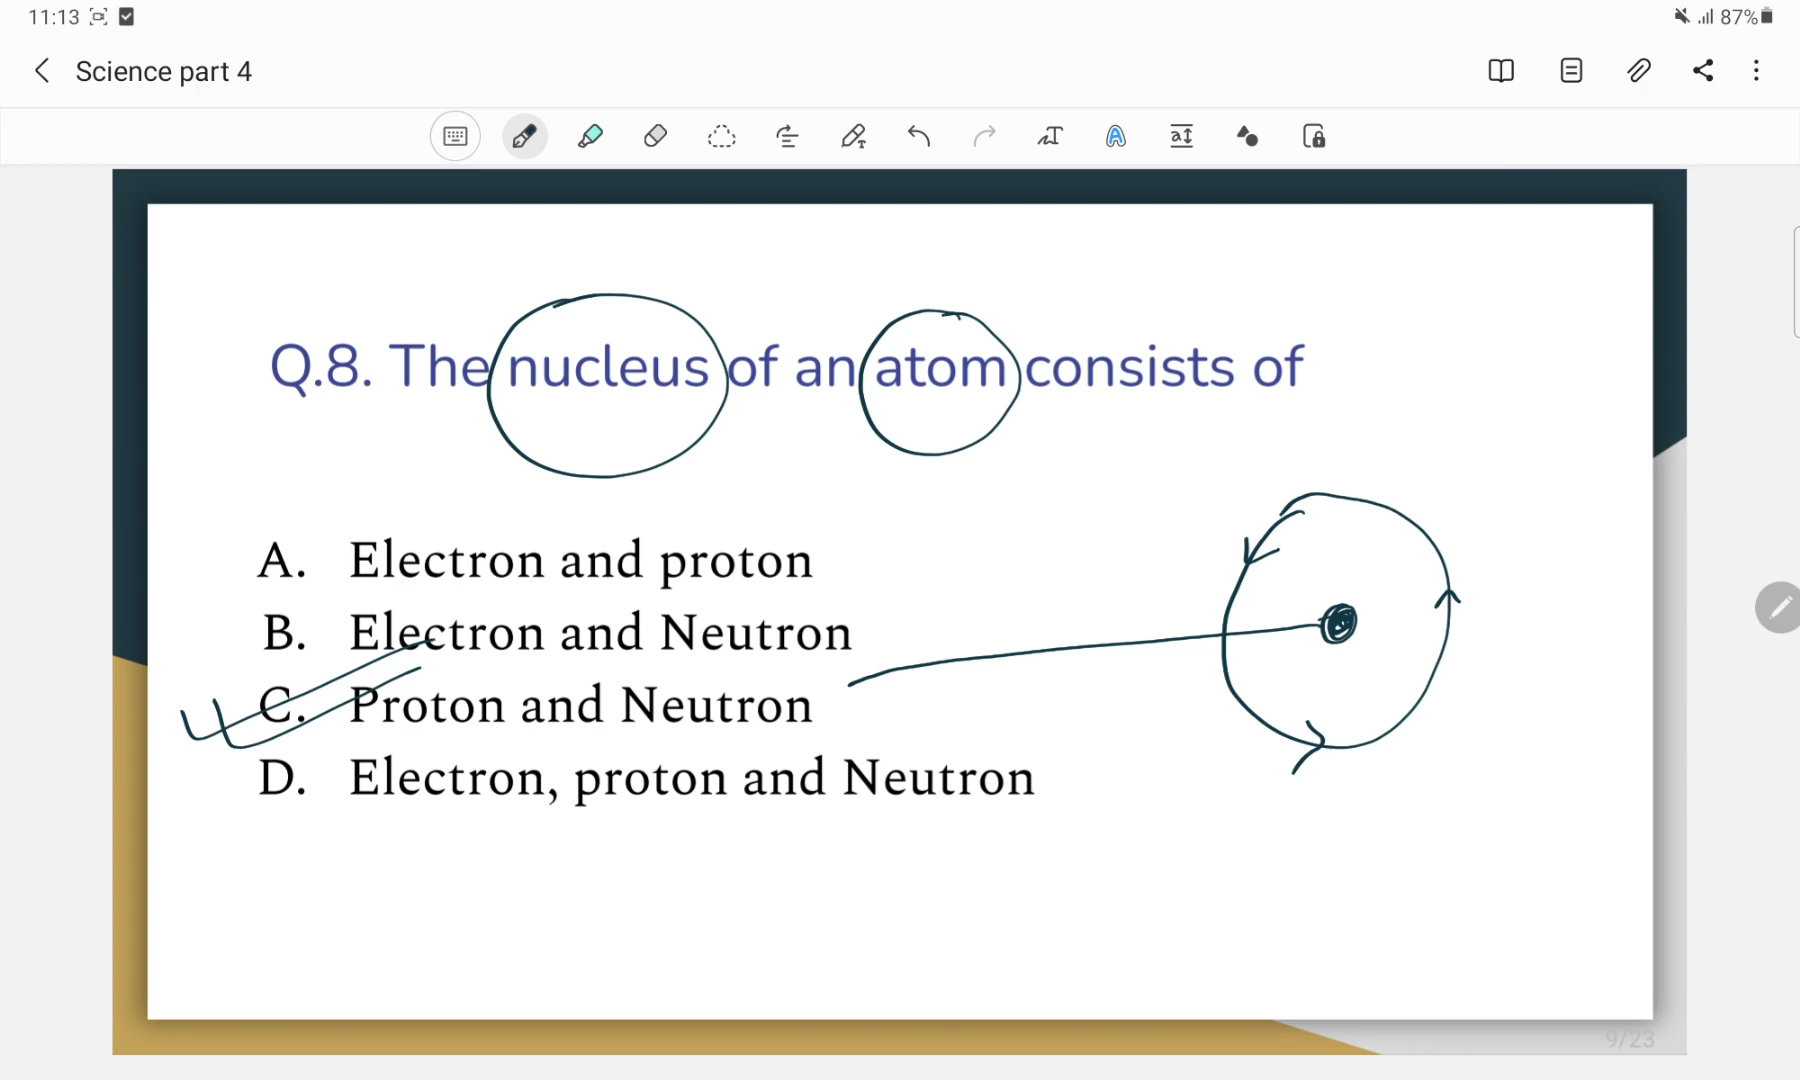 11:13
87%
Science part 4
Q.8. The nucleus of an atom consists of
A. Electron and proton
B. Electron and Neutron
C. Proton and Neutron
D. Electron, proton and Neutron
9/23